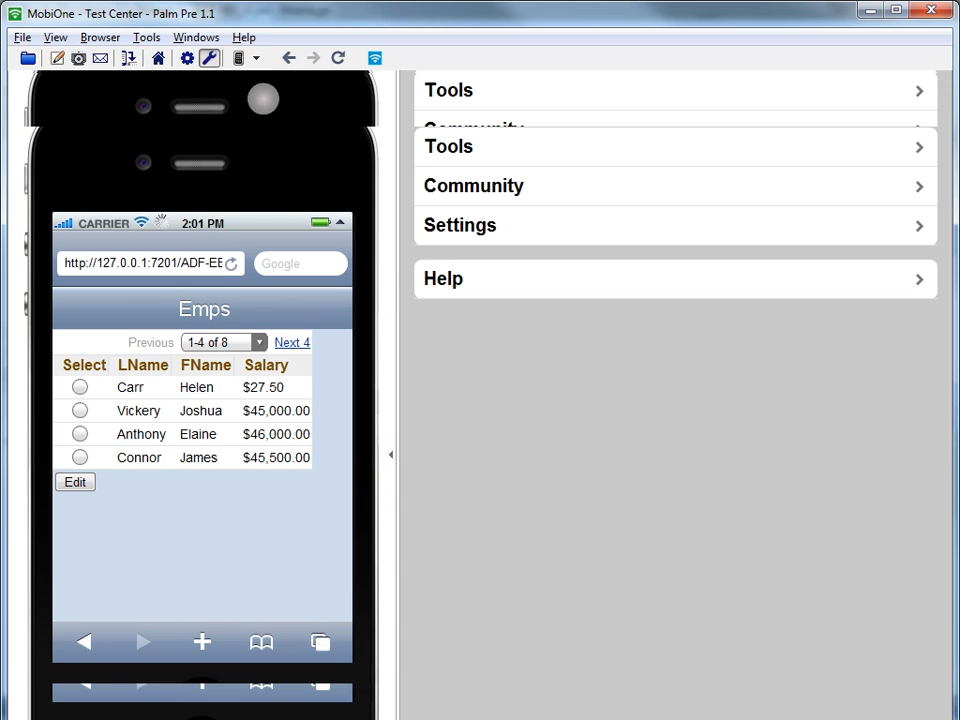 MobiOne - Test Center - Palm Pre 1.1
File View Browser Tools Windows Help
Tools
Community
Tools
Community
Settings
Help
CARRIER 2:01 PM
http://127.0.0.1:7201/ADF-EE Google
Emps
Previous 1-4 of 8 Next 4
Select LName FName Salary
Carr Helen $27.50
Vickery Joshua $45,000.00
Anthony Elaine $46,000.00
Connor James $45,500.00
Edit